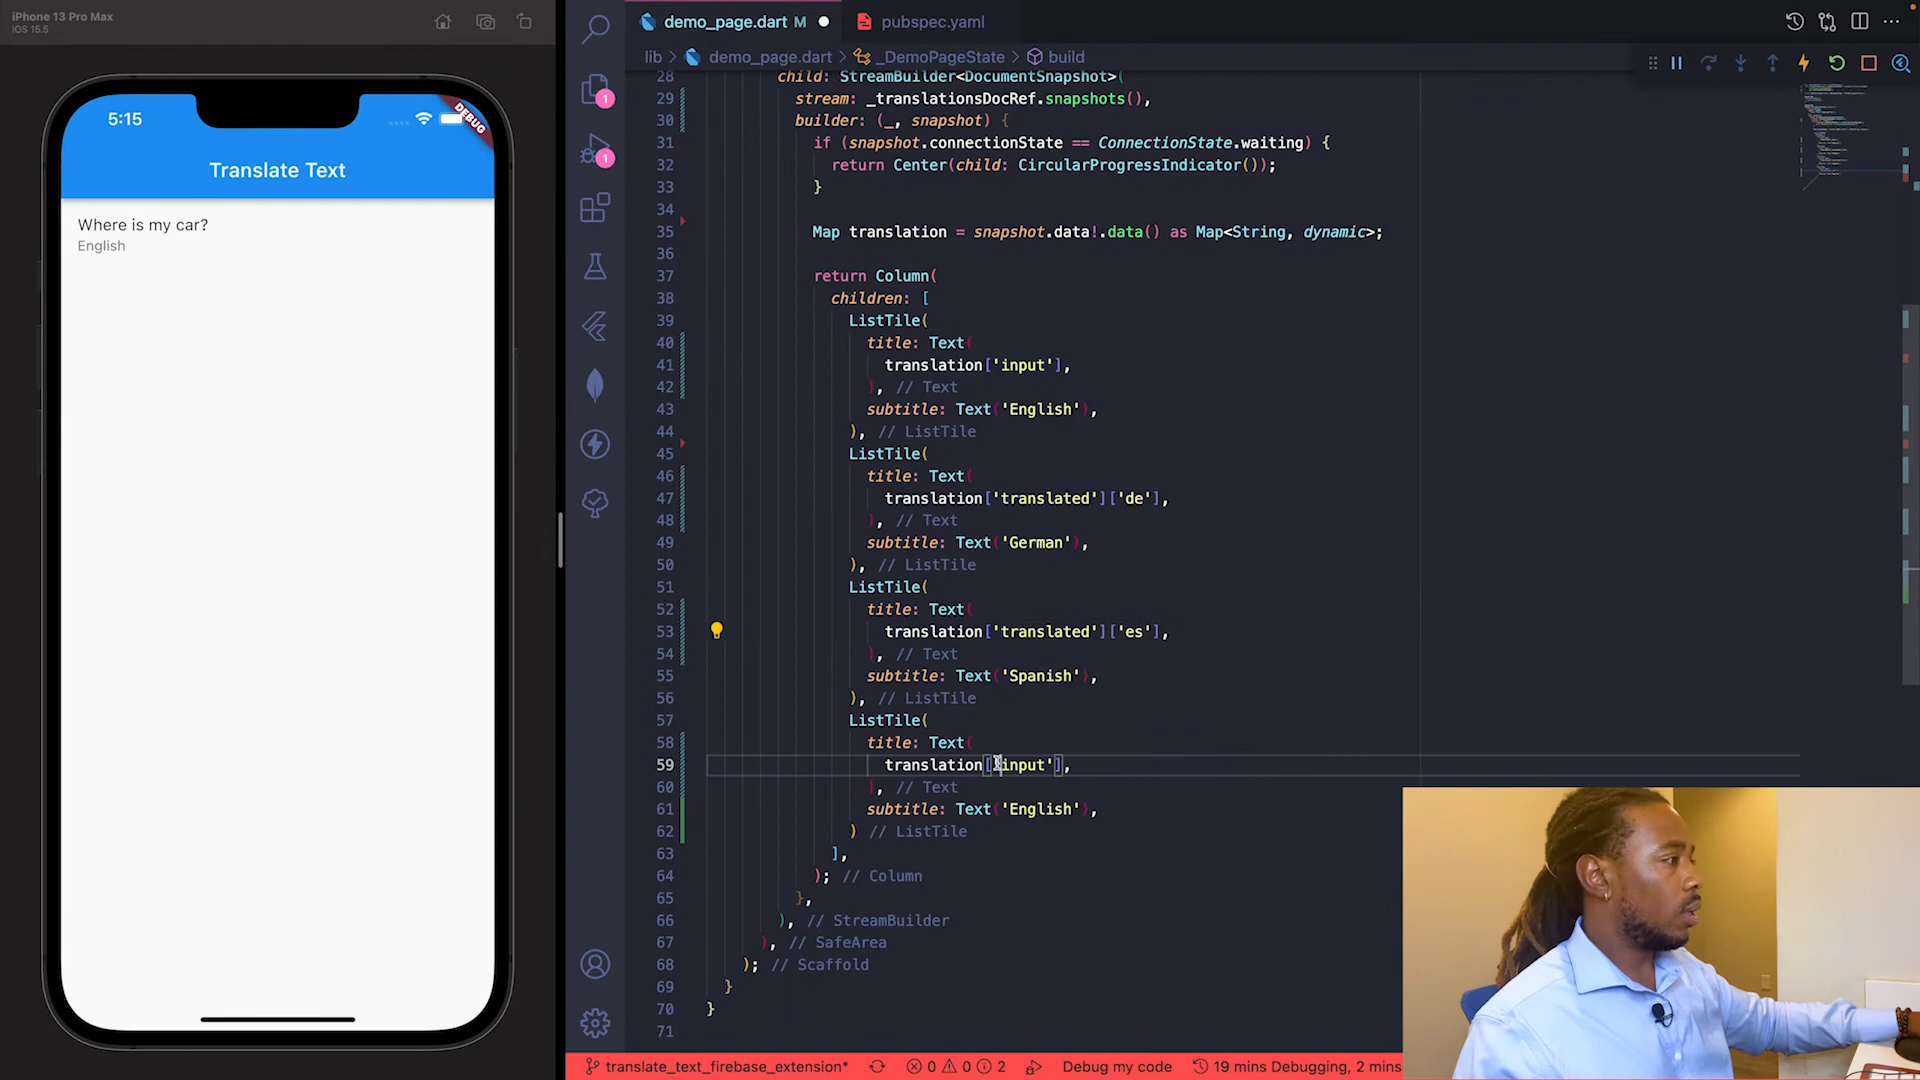 iPhone 13 Pro Max
iOS 15.5
5:15
DEBUG
Translate Text
Where is my car?
English
1
1
demo_page.dart M
pubspec.yaml
lib > demo_page.dart > _DemoPageState > build
28 child: StreamBuilder<DocumentSnapshot>(
29 stream: _translationsDocRef.snapshots(),
30 builder: (_, snapshot) {
31 if (snapshot.connectionState == ConnectionState.waiting) {
32 return Center(child: CircularProgressIndicator());
33 }
34
35 Map translation = snapshot.data!.data() as Map<String, dynamic>;
36
37 return Column(
38 children: [
39 ListTile(
40 title: Text(
41 translation['input'],
42 ), // Text
43 subtitle: Text('English'),
44 ), // ListTile
45 ListTile(
46 title: Text(
47 translation['translated']['de'],
48 ), // Text
49 subtitle: Text('German'),
50 ), // ListTile
51 ListTile(
52 title: Text(
53 translation['translated']['es'],
54 ), // Text
55 subtitle: Text('Spanish'),
56 ), // ListTile
57 ListTile(
58 title: Text(
59 translation['input'],
60 ), // Text
61 subtitle: Text('English'),
62 ) // ListTile
63 ],
64 ); // Column
65 },
66 ), // StreamBuilder
67 ), // SafeArea
68 ); // Scaffold
69 }
70 }
71
translate_text_firebase_extension* 0 0 2 Debug my code 19 mins Debugging, 2 mins